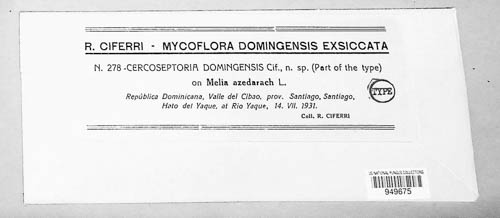 R. CIFERRI - MYCOFLORA DOMINGENSIS EXSICCATA
N. 278 -CERCOSEPTORIA DOMINGENSIS Cif., n. sp. (Part of the type)
on Melia azedarach L.
TYPE
República Dominicana, Valle del Cibao, prov. Santiago, Santiago,
Hato del Yaque, at Rio Yaque, 14. VII. 1931.
Coll. R. CIFERRI
US NATIONAL FUNGUS COLLECTIONS
949675